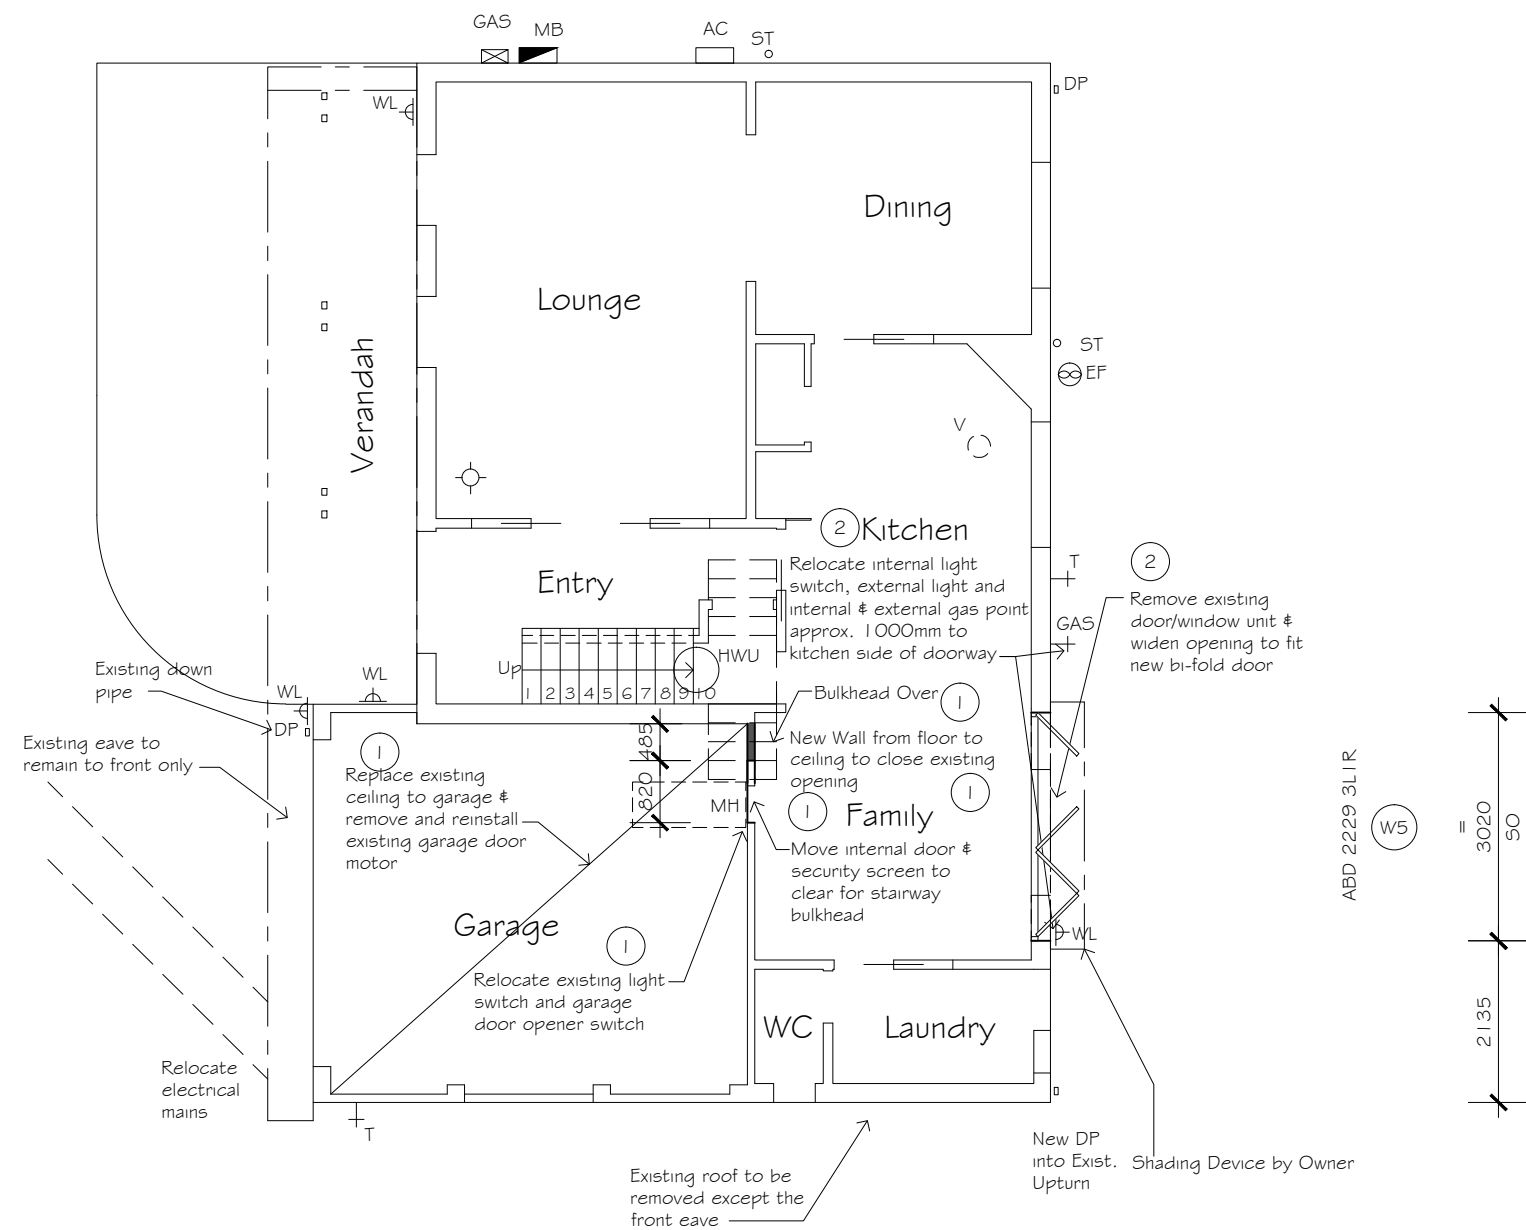 GAS
MB
AC
ST
DP
WL
Dining
Lounge
Verandah
ST
EF
V
2
Kitchen
Relocate internal light
switch, external light and
internal & external gas point
approx. 1000mm to
kitchen side of doorway
Entry
T
GAS
2
Remove existing
door/window unit &
widen opening to fit
new bi-fold door
Up
1 2 3 4 5 6 7 8 9 10
HWU
Existing down
pipe
WL
WL
DP
Existing eave to
remain to front only
Bulkhead Over
1
New Wall from floor to
ceiling to close existing
opening
1
1
Replace existing
ceiling to garage &
remove and reinstall
existing garage door
motor
485
820
MH
1
Family
Move internal door &
security screen to
clear for stairway
bulkhead
ABD 2229 3L1R
W5
=
3020
SO
Garage
1
Relocate existing light
switch and garage
door opener switch
WL
WC
Laundry
2135
Relocate
electrical
mains
T
New DP
into Exist.
Upturn
Shading Device by Owner
Existing roof to be
removed except the
front eave